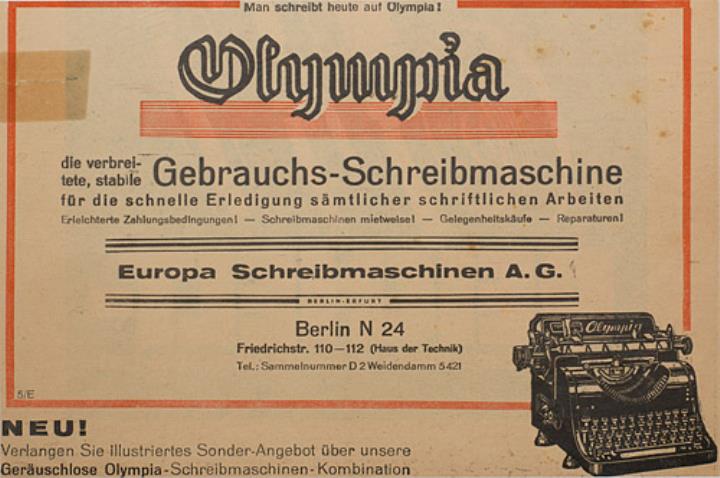 Man schreibt heute auf Olympia!
Olympia
die verbrei-
tete, stabile Gebrauchs-Schreibmaschine
für die schnelle Erledigung sämtlicher schriftlichen Arbeiten
Erleichterte Zahlungsbedingungen! — Schreibmaschinen mietweise! — Gelegenheitskäufe — Reparaturen!
Europa Schreibmaschinen A.G.
BERLIN-ERFURT
Berlin N 24
Friedrichstr. 110—112 (Haus der Technik)
Tel.: Sammelnummer D 2 Weidendamm 5421
Olympia
5/E
NEU!
Verlangen Sie Illustriertes Sonder-Angebot über unsere
Geräuschlose Olympia-Schreibmaschinen-Kombination